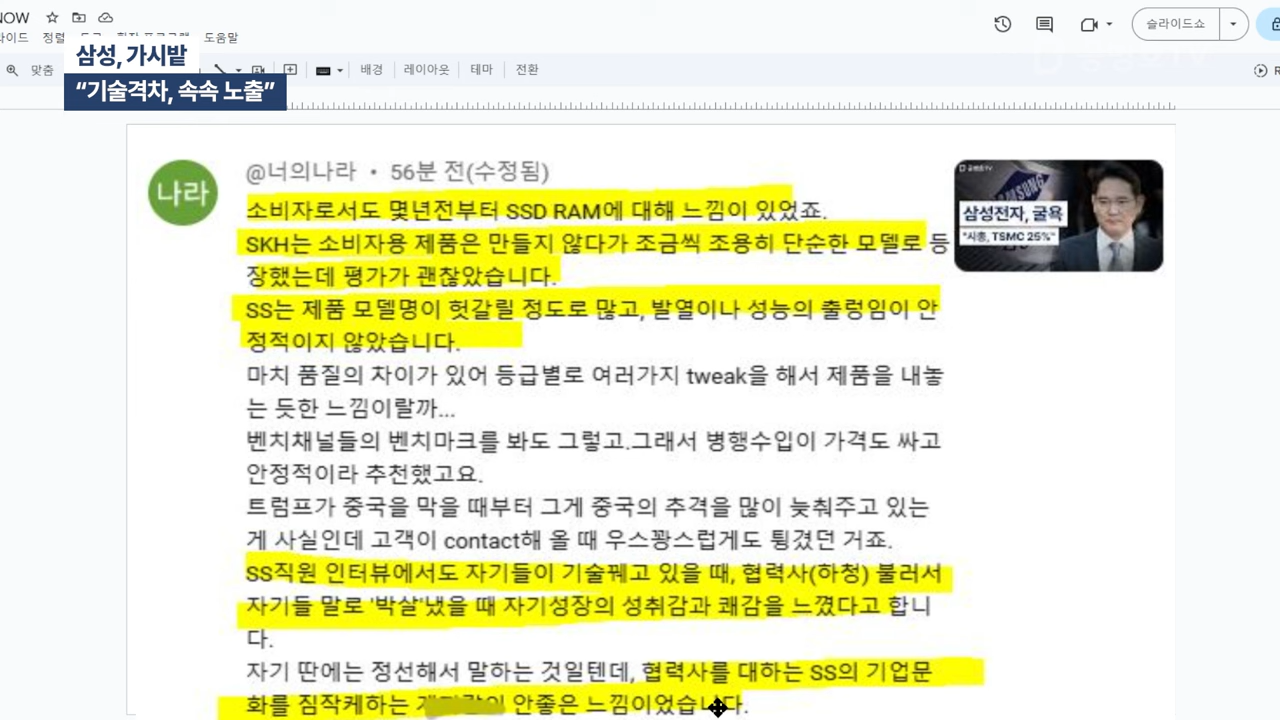 NOW
슬라이드쇼
라이드 정렬 도구 확장 프로그램 도움말
삼성, 가시밭
맞춤 배경 레이아웃 테마 전환 R
“기술격차, 속속 노출”
나라
@너의나라 • 56분 전(수정됨)
소비자로서도 몇년전부터 SSD RAM에 대해 느낌이 있었죠.
SKH는 소비자용 제품은 만들지 않다가 조금씩 조용히 단순한 모델로 등
장했는데 평가가 괜찮았습니다.
SS는 제품 모델명이 헛갈릴 정도로 많고, 발열이나 성능의 출렁임이 안
정적이지 않았습니다.
마치 품질의 차이가 있어 등급별로 여러가지 tweak을 해서 제품을 내놓
는 듯한 느낌이랄까...
벤치채널들의 벤치마크를 봐도 그렇고.그래서 병행수입이 가격도 싸고
안정적이라 추천했고요.
트럼프가 중국을 막을 때부터 그게 중국의 추격을 많이 늦춰주고 있는
게 사실인데 고객이 contact해 올 때 우스꽝스럽게도 튕겼던 거죠.
SS직원 인터뷰에서도 자기들이 기술꿰고 있을 때, 협력사(하청) 불러서
자기들 말로 '박살'냈을 때 자기성장의 성취감과 쾌감을 느꼈다고 합니
다.
자기 딴에는 정선해서 말하는 것일텐데, 협력사를 대하는 SS의 기업문
화를 짐작케하는 안좋은 느낌이었습니다.
SAMSUNG
삼성전자, 굴욕
"시총, TSMC 25%"